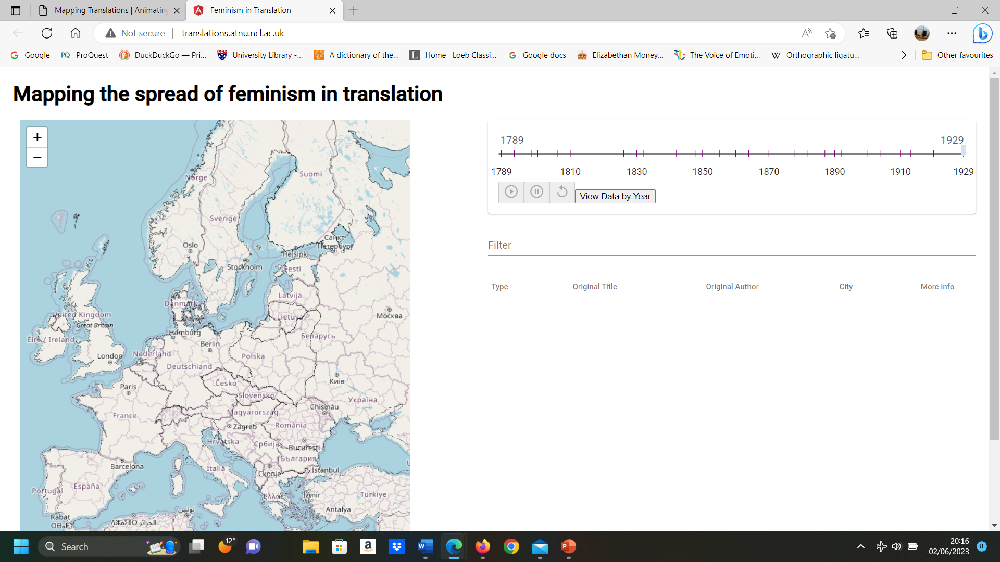 Mapping Translations | Animating
Feminism in Translation
Not secure
translations.atnu.ncl.ac.uk
Google
PQ ProQuest
DuckDuckGo — Pri...
University Library -...
A dictionary of the...
L Home Loeb Classi...
Google docs
Elizabethan Money...
The Voice of Emoti...
W Orthographic ligatu...
Other favourites
Mapping the spread of feminism in translation
+
−
Norge
Suomi
Sverige
Oslo
Санкт-
Петербург
Helsinki
Stockholm
Eesti
Latvija
Danmark
United Kingdom
Great Britain
Lietuva
Москва
Hamburg
Беларусь
Éire / Ireland
Berlin
London
Nederland
Polska
Deutschland
Paris
Česko
Київ
Slovensko
Україна
Chișinău
France
Magyarország
Zagreb
România
Hrvatska
Србија
București
България
Barcelona
Italia
Скопје
İstanbul
Portugal
España
Ελλάς
İzmir
Türkiye
Antalya
تونس
Rabat
الجزائر
1789
1929
1789
1810
1830
1850
1870
1890
1910
1929
View Data by Year
Filter
Type
Original Title
Original Author
City
More info
Search
12°
20:16
02/06/2023
8